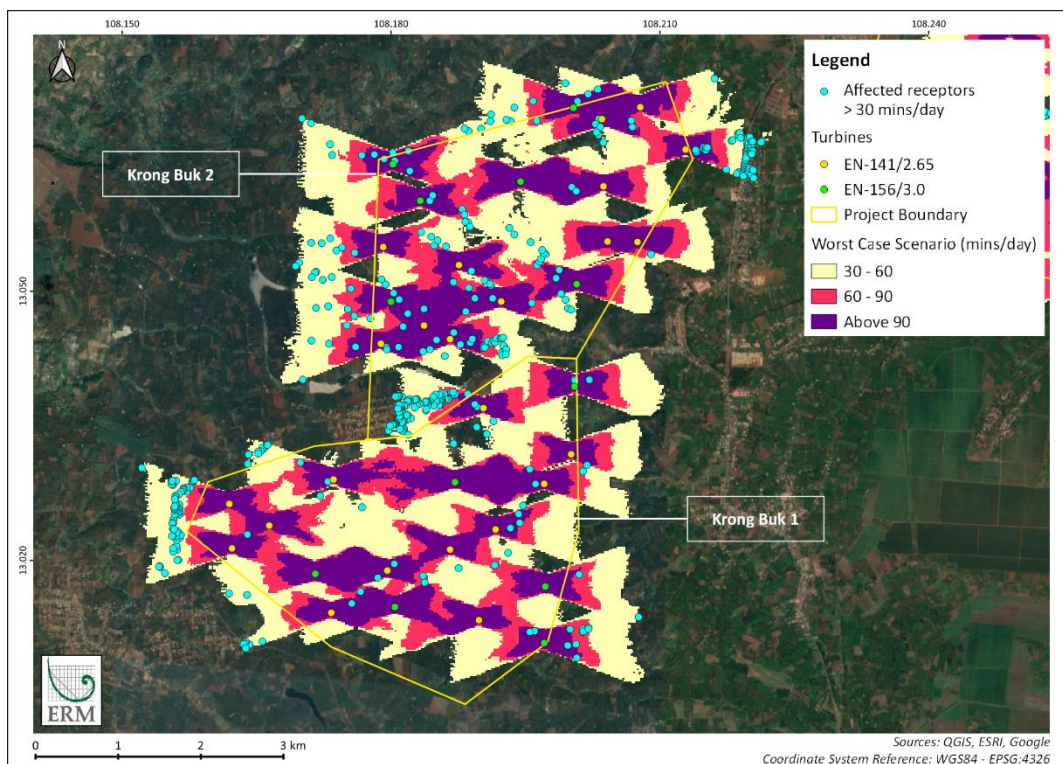 108.150
108.180
108.210
108.240
N
Legend
Affected receptors
> 30 mins/day
Turbines
EN-141/2.65
EN-156/3.0
Project Boundary
Worst Case Scenario (mins/day)
30 - 60
60 - 90
Above 90
Krong Buk 2
13.050
Krong Buk 1
13.020
ERM
0 1 2 3 km
Sources: QGIS, ESRI, Google
Coordinate System Reference: WGS84 - EPSG:4326